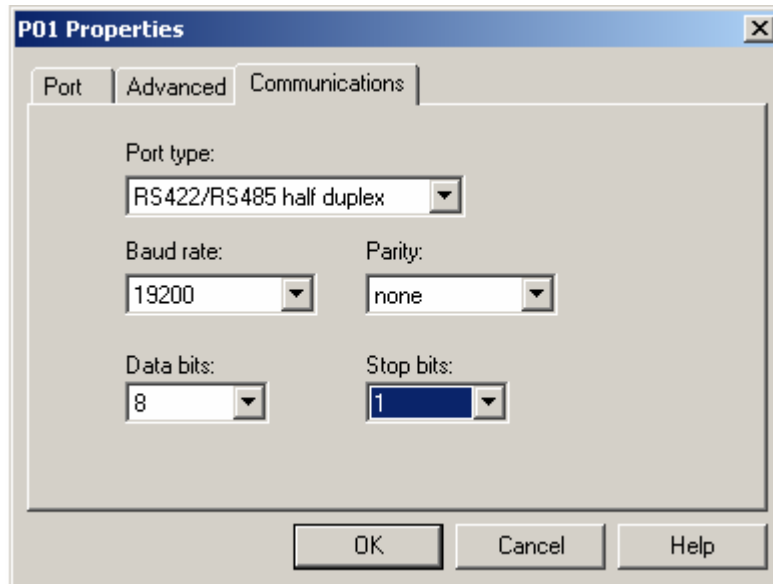 P01 Properties
Port Advanced Communications
Port type:
RS422/RS485 half duplex
Baud rate: Parity:
19200 none
Data bits: Stop bits:
8 1
OK Cancel Help